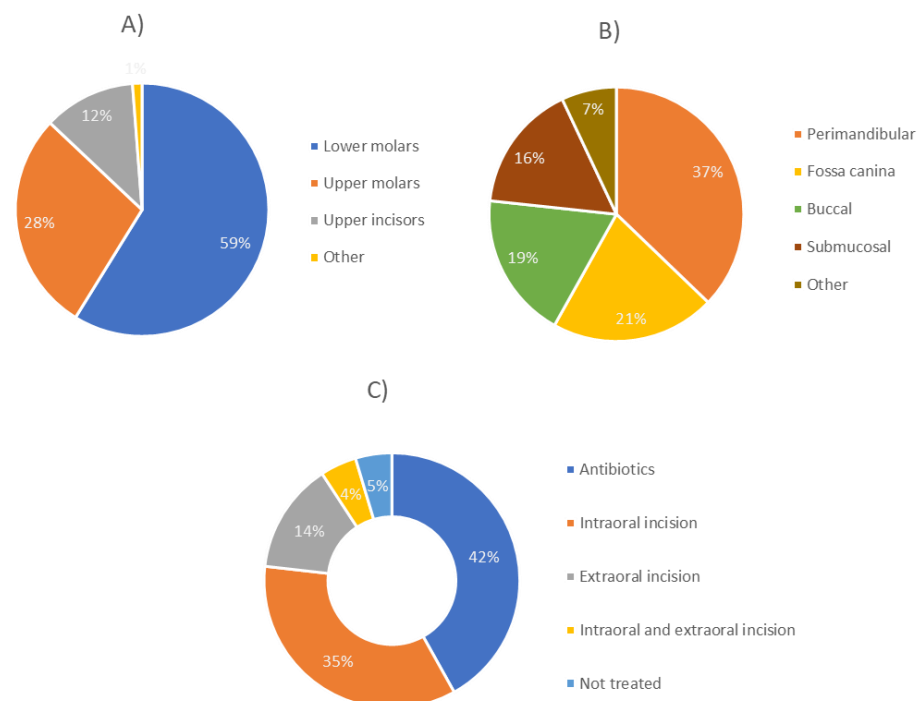 A)
1%
12%
28%
59%
Lower molars
Upper molars
Upper incisors
Other
B)
7%
16%
37%
19%
21%
Perimandibular
Fossa canina
Buccal
Submucosal
Other
C)
4%
5%
14%
42%
35%
Antibiotics
Intraoral incision
Extraoral incision
Intraoral and extraoral incision
Not treated